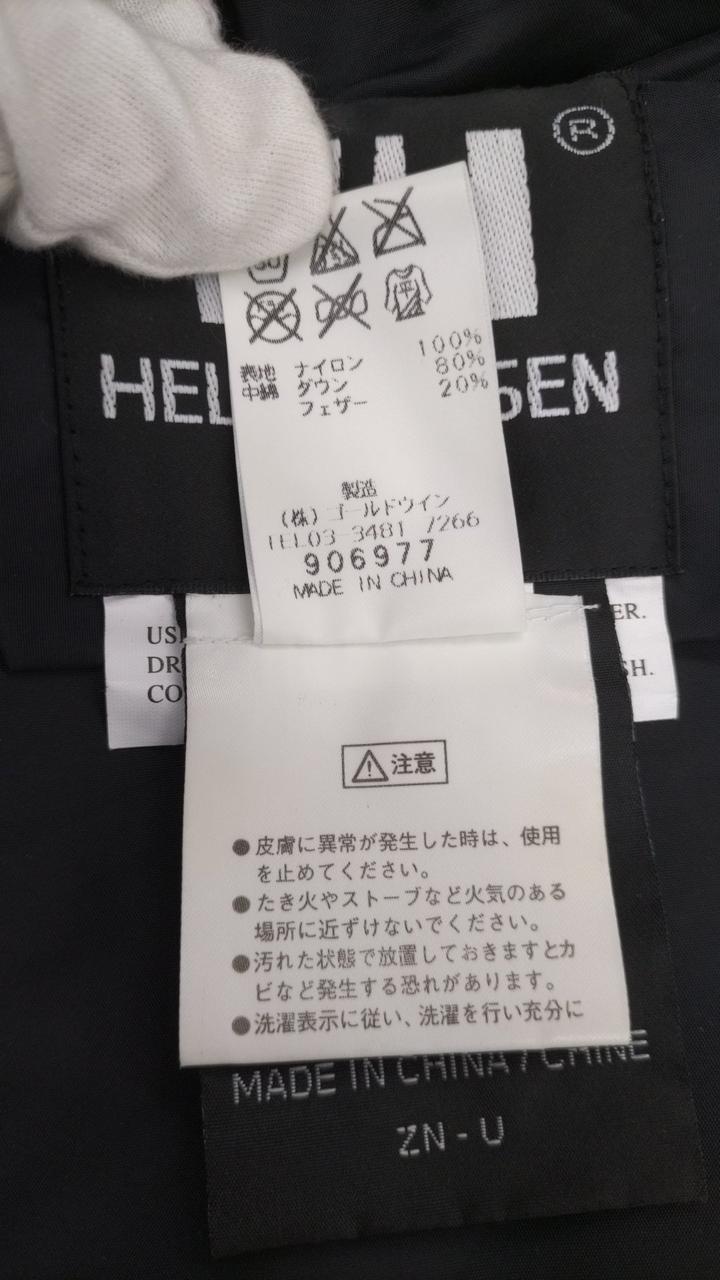 ®
30
平
表地 ナイロン 100%
中綿 ダウン 80%
フェザー 20%
HEL SEN
製造
(株) ゴールドウイン
TEL03-3481 7266
906977
MADE IN CHINA
US ER.
DR SH.
CO
⚠注意
●皮膚に異常が発生した時は、使用
を止めてください。
●たき火やストーブなど火気のある
場所に近ずけないでください。
●汚れた状態で放置しておきますとカ
ビなど発生する恐れがあります。
●洗濯表示に従い、洗濯を行い充分に
MADE IN CHINA / CHINE
ZN - U